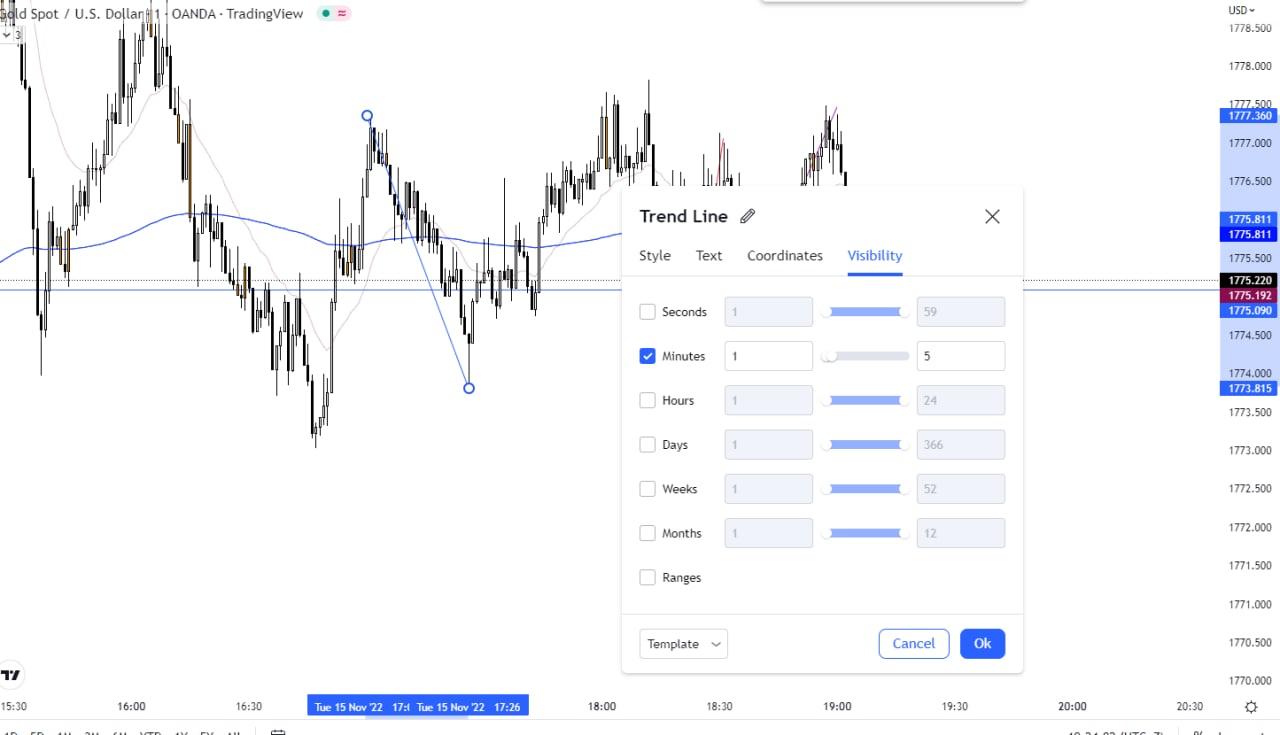 Gold Spot / U.S. Dollar · 1 · OANDA · TradingView
3
USD
1778.500
1778.000
1777.500
1777.360
1777.000
1776.500
1775.811
1775.811
1775.500
1775.220
1775.192
1775.090
1774.500
1774.000
1773.815
1773.500
1773.000
1772.500
1772.000
1771.500
1771.000
1770.500
1770.000
Trend Line
Style Text Coordinates Visibility
Seconds 1 59
Minutes 1 5
Hours 1 24
Days 1 366
Weeks 1 52
Months 1 12
Ranges
Template Cancel Ok
15:30 16:00 16:30 Tue 15 Nov '22 Tue 15 Nov '22 17:26 18:00 18:30 19:00 19:30 20:00 20:30